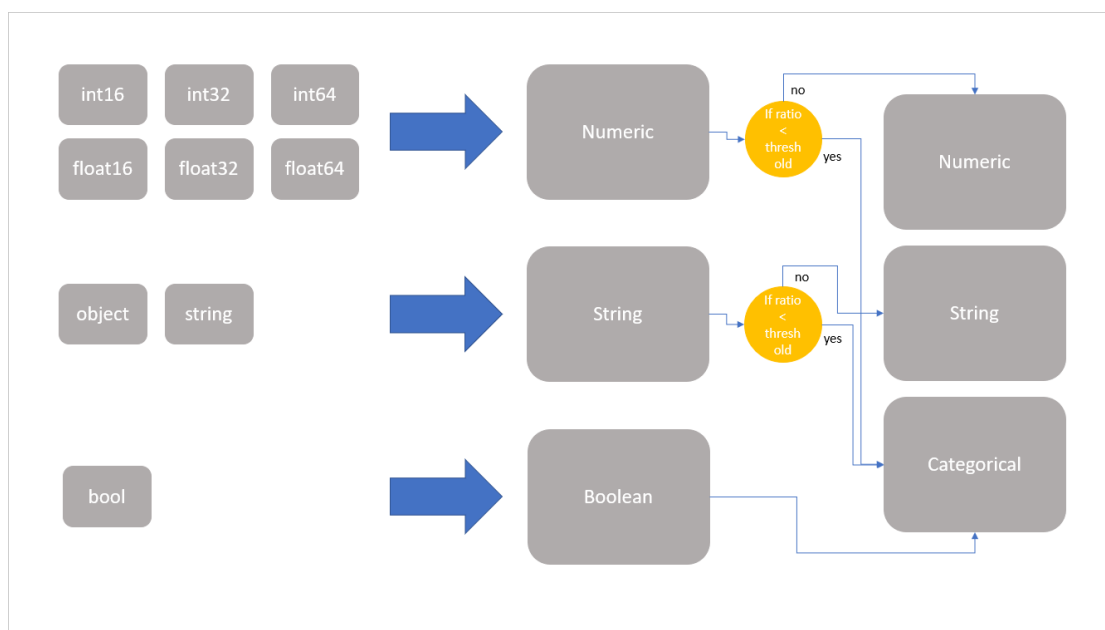 int16
int32
int64
float16
float32
float64
Numeric
If ratio
<
thresh
old
no
yes
Numeric
object
string
String
If ratio
<
thresh
old
no
yes
String
bool
Boolean
Categorical